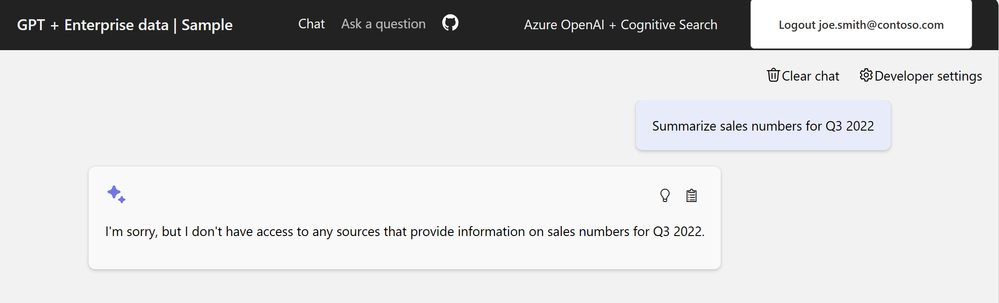 GPT + Enterprise data | Sample
Chat
Ask a question
Azure OpenAI + Cognitive Search
Logout joe.smith@contoso.com
Clear chat
Developer settings
Summarize sales numbers for Q3 2022
I'm sorry, but I don't have access to any sources that provide information on sales numbers for Q3 2022.